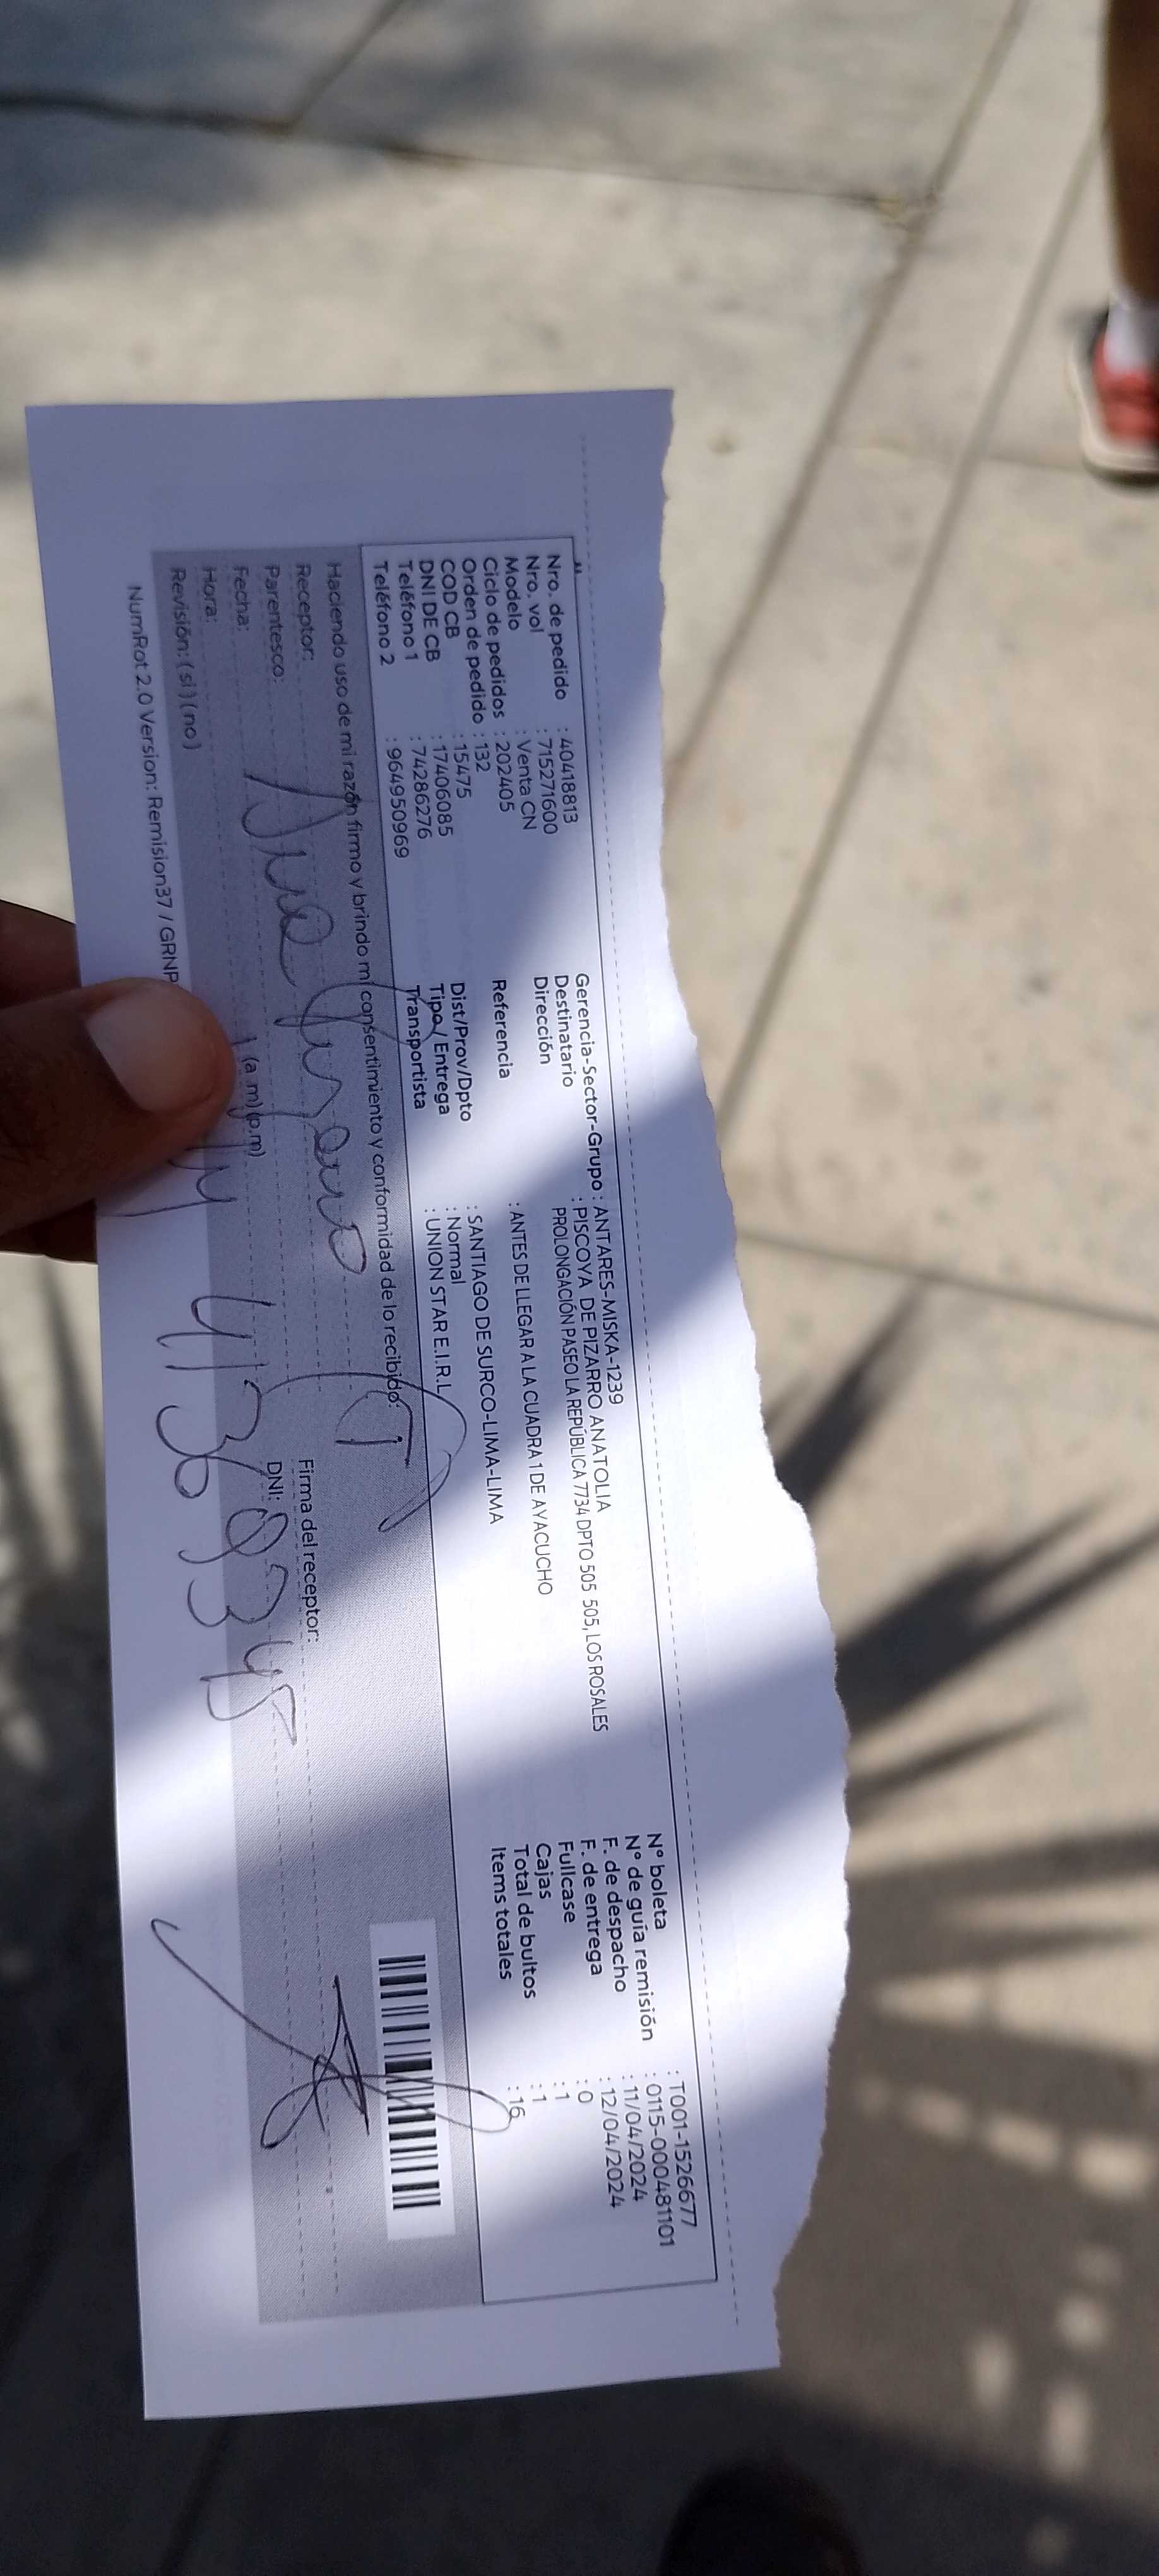 Nro. de pedido : 40418813
Nro. vol : 715271600
Modelo : Venta CN
Ciclo de pedidos : 202405
Orden de pedido : 132
COD CB : 15475
DNI DE CB : 17406085
Teléfono 1 : 74286276
Teléfono 2 : 964950969
Gerencia-Sector-Grupo : ANTARES-MISKA-1239
Destinatario : PISCOYA DE PIZARRO ANATOLIA
Dirección PROLONGACIÓN PASEO LA REPÚBLICA 7734 DPTO 505 505, LOS ROSALES
Referencia : ANTES DE LLEGAR A LA CUADRA 1 DE AYACUCHO
Dist/Prov/Dpto : SANTIAGO DE SURCO-LIMA-LIMA
Tipo / Entrega : Normal
Transportista : UNION STAR E.I.R.L
N° boleta : T001-1526677
N° de guia remisión : 0115-000481101
F. de despacho : 11/04/2024
F. de entrega : 12/04/2024
Fullcase : 0
Cajas : 1
Total de bultos : 1
Items totales : 16
Haciendo uso de mi razón firmo y brindo mi consentimiento y conformidad de lo recibido:
Receptor:
Firma del receptor:
Parentesco:
DNI:
Fecha:
Hora: (a.m) (p.m)
Revisión: (si) (no)
NumRot 2.0 Version: Remision37 / GRNP